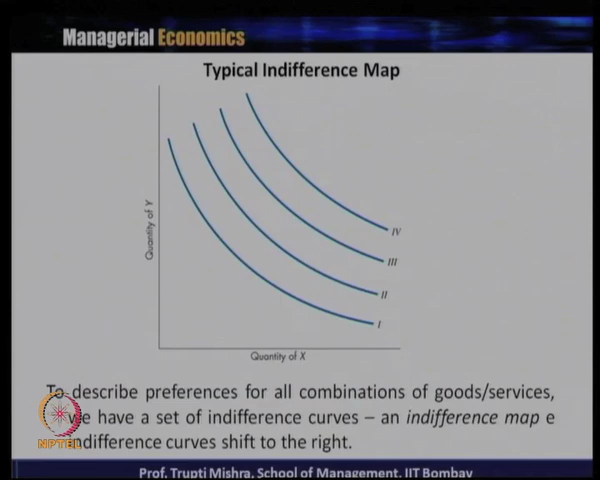 Managerial Economics
Typical Indifference Map
Quantity of Y
IV
III
II
I
Quantity of X
To describe preferences for all combinations of goods/services,
we have a set of indifference curves – an indifference map e
indifference curves shift to the right.
NPTEL
Prof. Trupti Mishra, School of Management, IIT Bombay